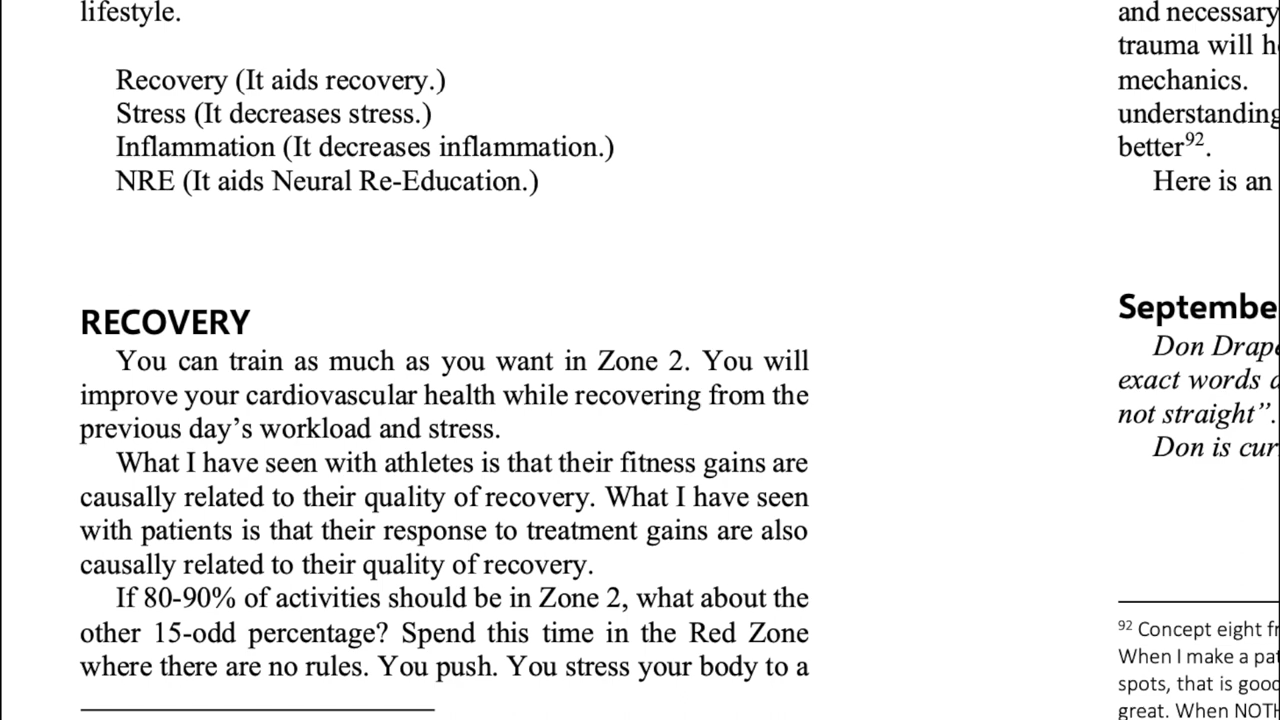 lifestyle.
Recovery (It aids recovery.)
Stress (It decreases stress.)
Inflammation (It decreases inflammation.)
NRE (It aids Neural Re-Education.)
RECOVERY
You can train as much as you want in Zone 2. You will
improve your cardiovascular health while recovering from the
previous day’s workload and stress.
What I have seen with athletes is that their fitness gains are
causally related to their quality of recovery. What I have seen
with patients is that their response to treatment gains are also
causally related to their quality of recovery.
If 80-90% of activities should be in Zone 2, what about the
other 15-odd percentage? Spend this time in the Red Zone
where there are no rules. You push. You stress your body to a
and necessary
trauma will
mechanics.
understanding
better⁹².
Here is an
Septembe
Don Drap
exact words
not straight”.
Don is cur
⁹² Concept eight
When I make a
spots, that is good
great. When NOTH